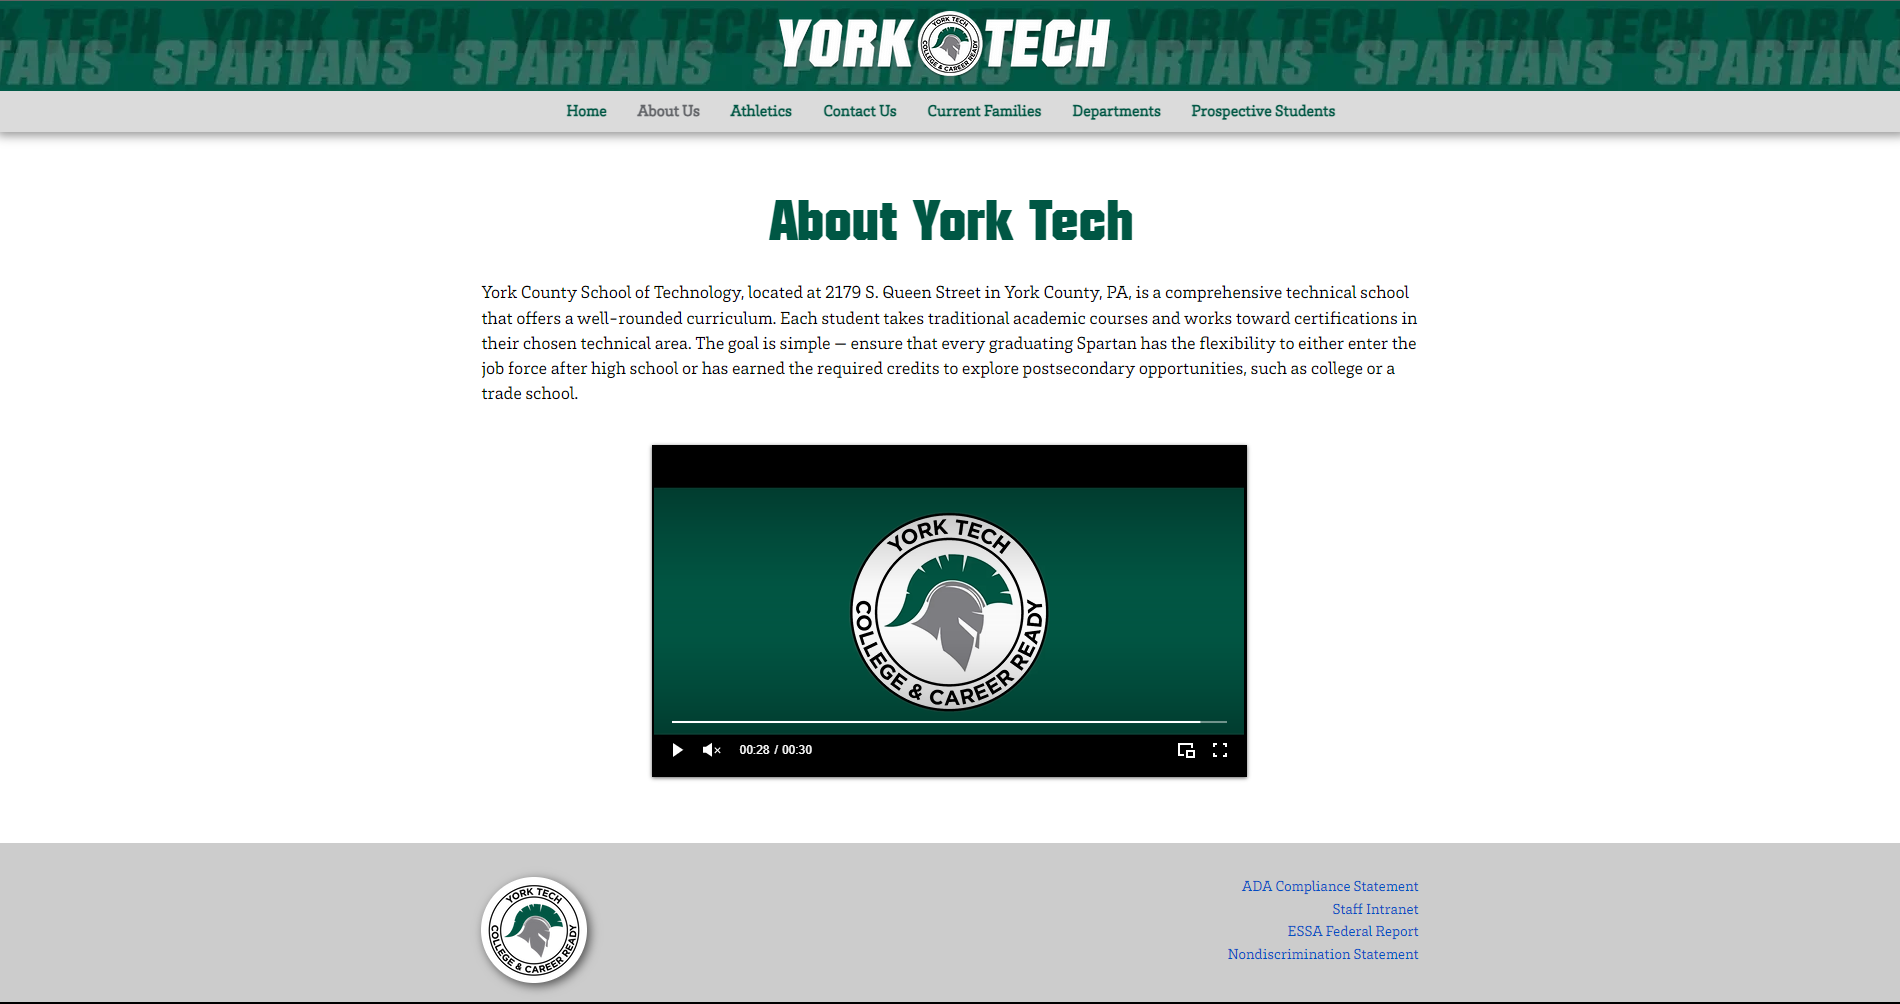 YORK TECH YORK TECH YORK TECH YORK TECH YORK
TANS SPARTANS SPARTANS SPARTANS SPARTANS SPARTANS SPARTANS
YORK TECH
YORK TECH
COLLEGE & CAREER READY
Home About Us Athletics Contact Us Current Families Departments Prospective Students
About York Tech
York County School of Technology, located at 2179 S. Queen Street in York County, PA, is a comprehensive technical school
that offers a well-rounded curriculum. Each student takes traditional academic courses and works toward certifications in
their chosen technical area. The goal is simple — ensure that every graduating Spartan has the flexibility to either enter the
job force after high school or has earned the required credits to explore postsecondary opportunities, such as college or a
trade school.
YORK TECH
COLLEGE & CAREER READY
00:28 / 00:30
YORK TECH
COLLEGE & CAREER READY
ADA Compliance Statement
Staff Intranet
ESSA Federal Report
Nondiscrimination Statement